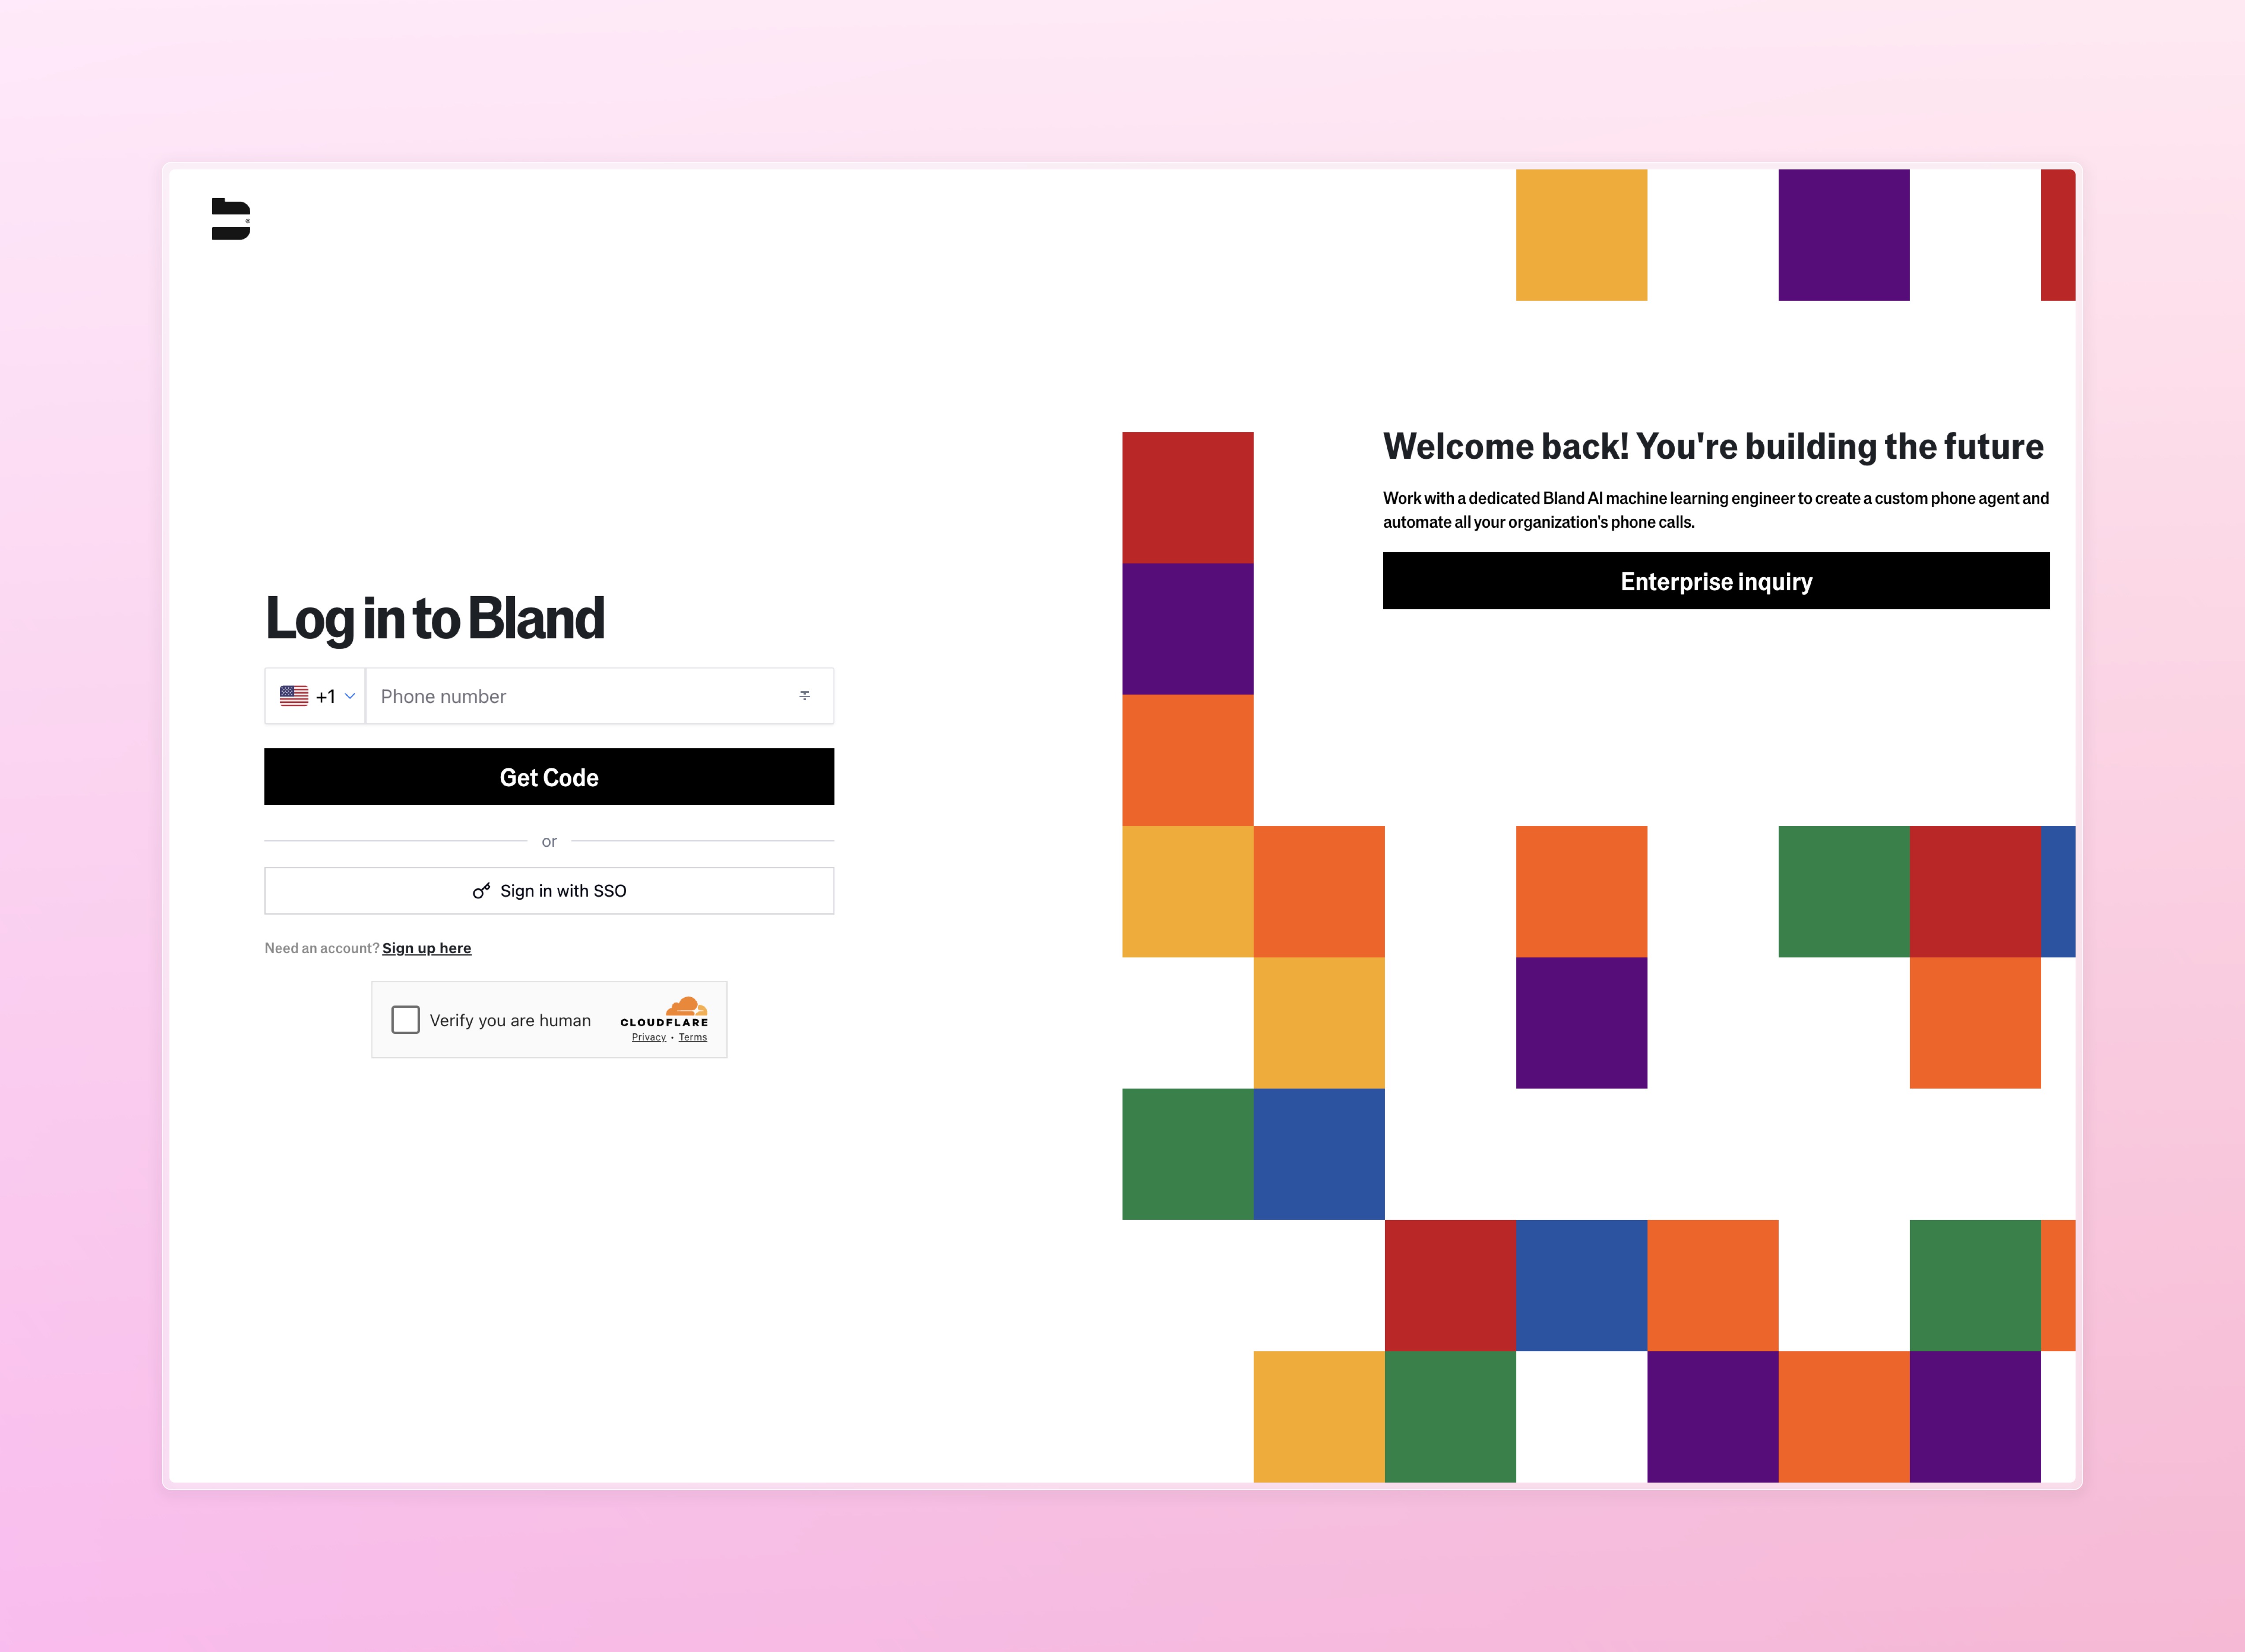 Log in to Bland
+1 Phone number
Get Code
or
Sign in with SSO
Need an account? Sign up here
Verify you are human
CLOUDFLARE
Privacy • Terms
Welcome back! You're building the future
Work with a dedicated Bland AI machine learning engineer to create a custom phone agent and
automate all your organization's phone calls.
Enterprise inquiry